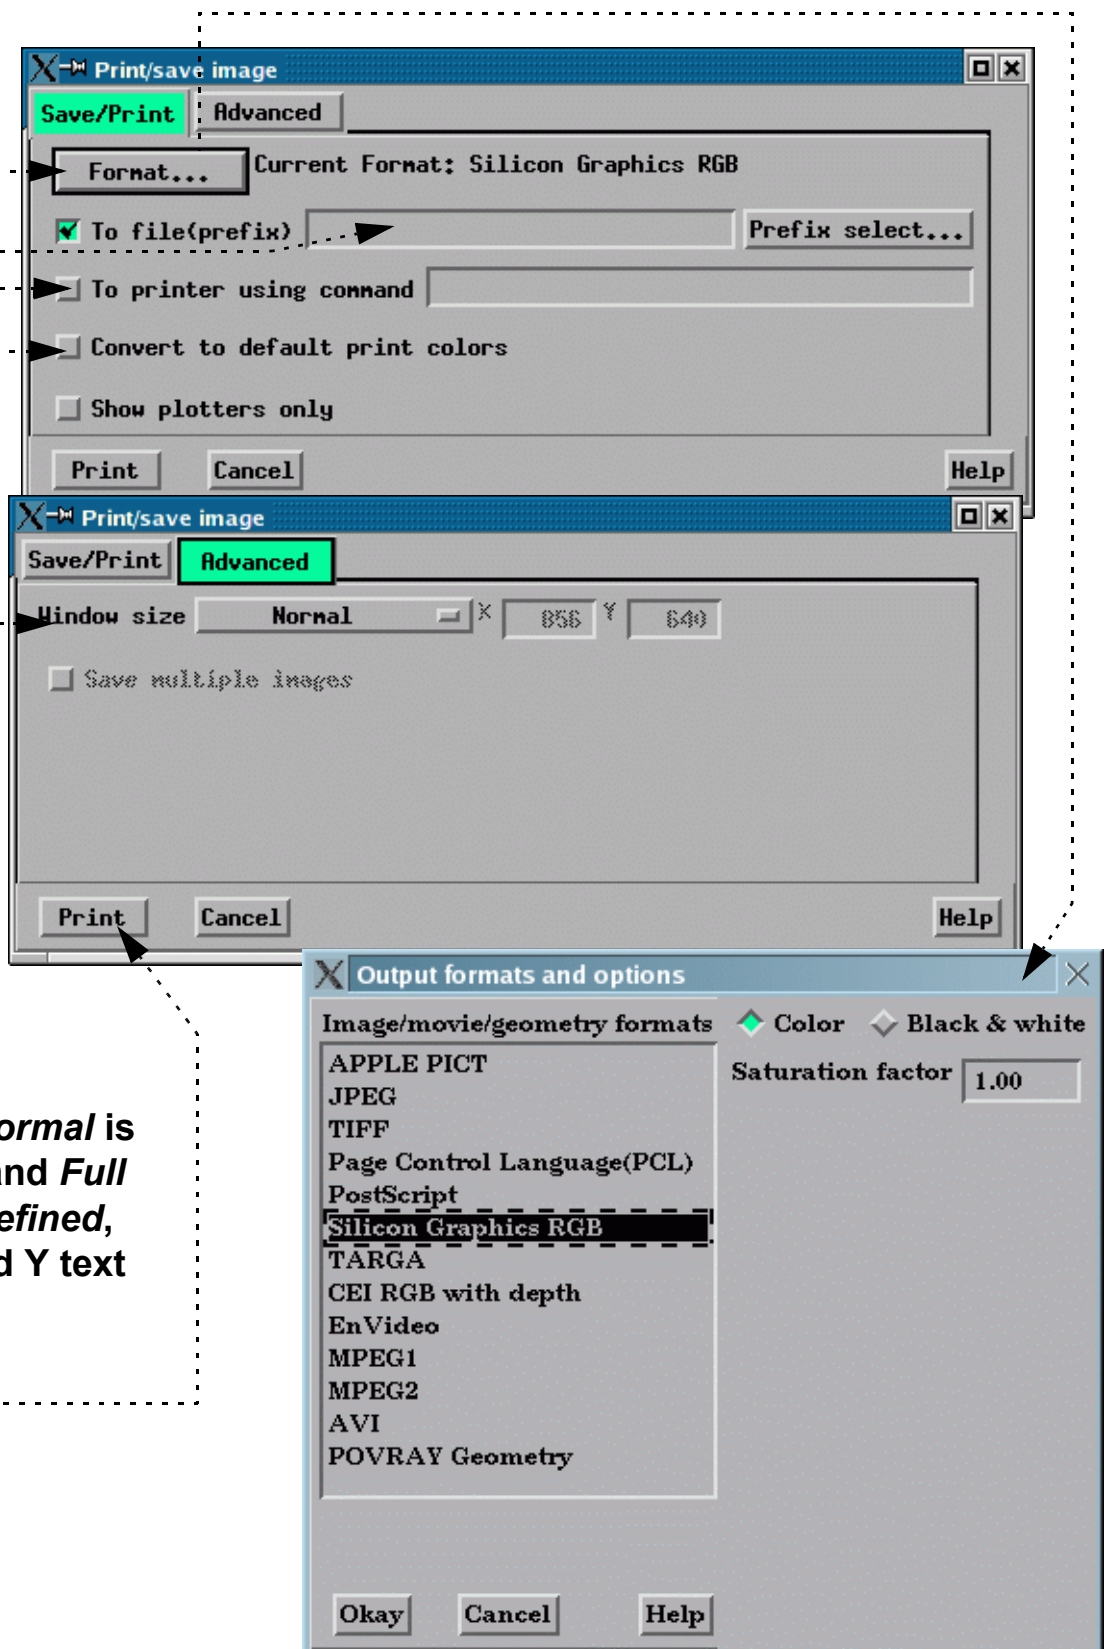 Print/save image
Save/Print Advanced
Format... Current Format: Silicon Graphics RGB
To file(prefix) Prefix select...
To printer using command
Convert to default print colors
Show plotters only
Print Cancel Help
Print/save image
Save/Print Advanced
Window size Normal X 856 Y 640
Save multiple images
Print Cancel Help
Output formats and options
Image/movie/geometry formats Color Black & white
APPLE PICT Saturation factor 1.00
JPEG
TIFF
Page Control Language(PCL)
PostScript
Silicon Graphics RGB
TARGA
CEI RGB with depth
EnVideo
MPEG1
MPEG2
AVI
POVRAY Geometry
Okay Cancel Help
ormal is
and Full
efined,
d Y text